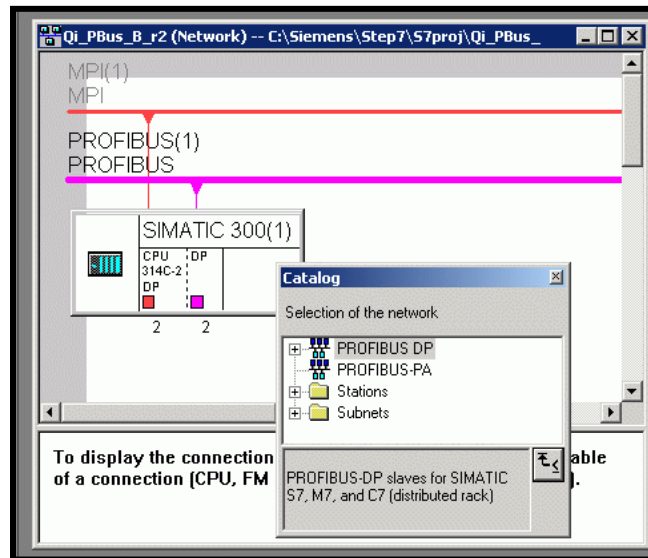 Qi_PBus_B_r2 (Network) -- C:\Siemens\Step7\S7proj\Qi_PBus_
MPI(1)
MPI
PROFIBUS(1)
PROFIBUS
SIMATIC 300(1)
CPU
314C-2
DP
DP
2
2
Catalog
Selection of the network
PROFIBUS DP
PROFIBUS-PA
Stations
Subnets
PROFIBUS-DP slaves for SIMATIC
S7, M7, and C7 (distributed rack)
To display the connection able
of a connection (CPU, FM ).